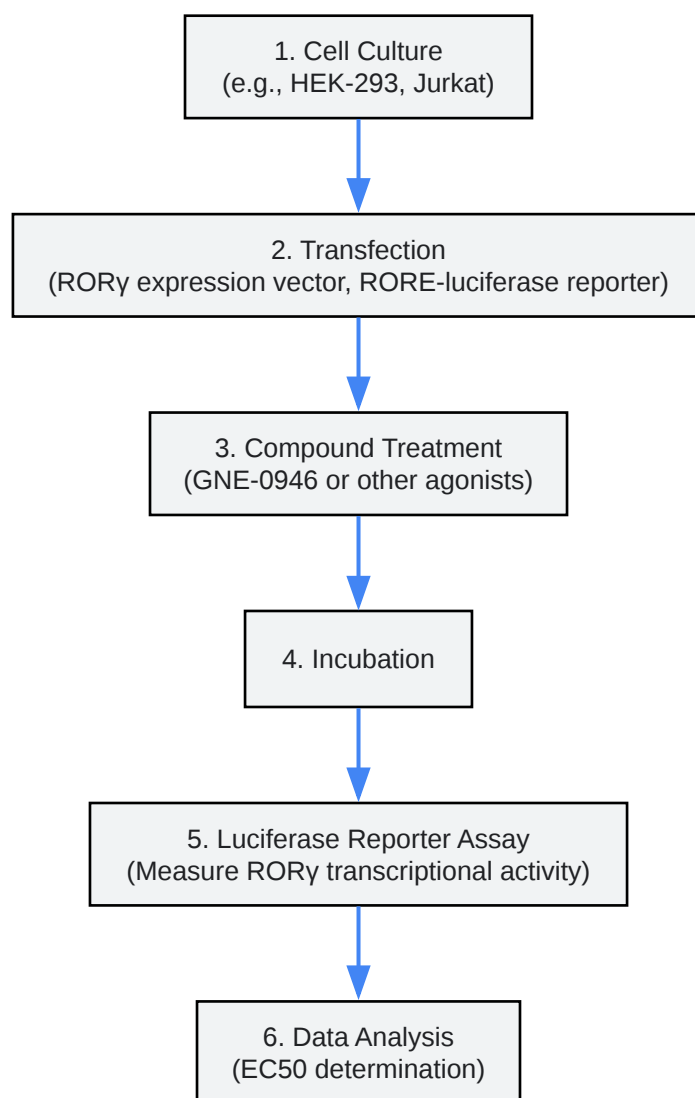 1. Cell Culture
(e.g., HEK-293, Jurkat)
2. Transfection
(RORγ expression vector, RORE-luciferase reporter)
3. Compound Treatment
(GNE-0946 or other agonists)
4. Incubation
5. Luciferase Reporter Assay
(Measure RORγ transcriptional activity)
6. Data Analysis
(EC50 determination)